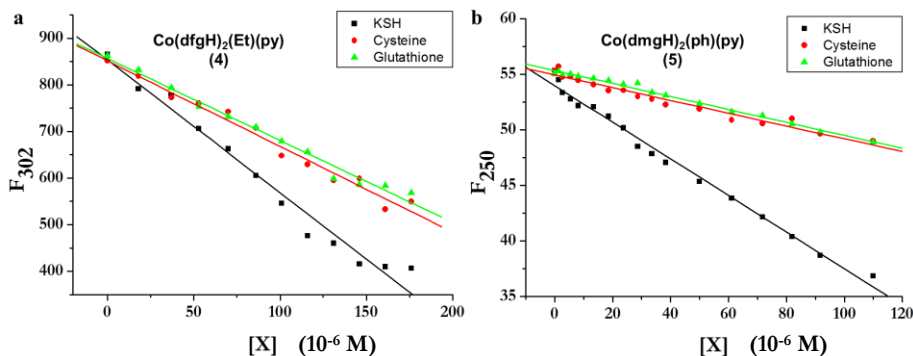 a
Co(dfgH)₂(Et)(py)
(4)
KSH
Cysteine
Glutathione
F₃₀₂
900
800
700
600
500
400
0
50
100
150
200
[X] (10⁻⁶ M)
b
Co(dmgH)₂(ph)(py)
(5)
KSH
Cysteine
Glutathione
F₂₅₀
60
55
50
45
40
35
0
20
40
60
80
100
120
[X] (10⁻⁶ M)